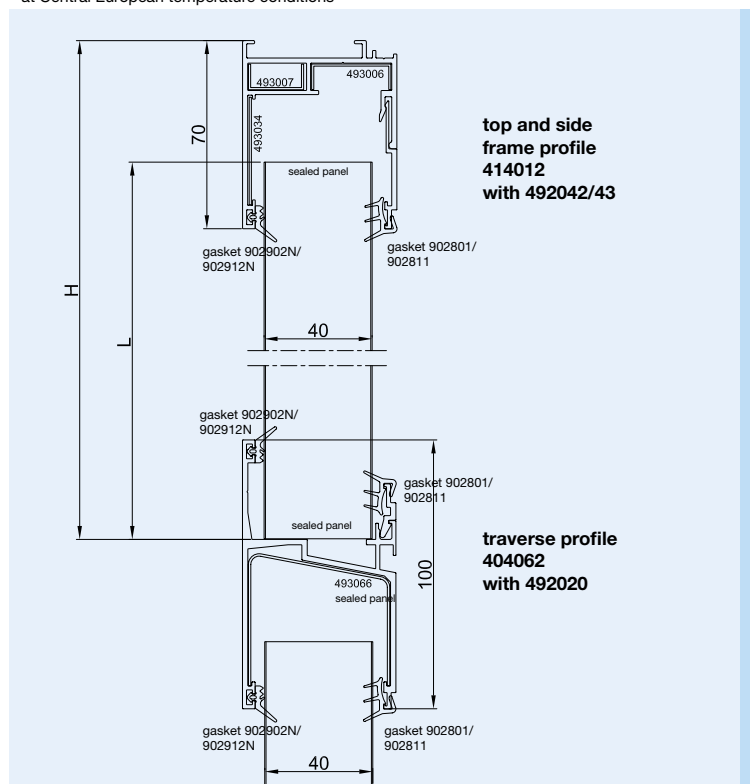 at Central European temperature conditions
493007
493006
70
493034
top and side
frame profile
414012
with 492042/43
sealed panel
gasket 902902N/
902912N
gasket 902801/
902811
H
L
40
gasket 902902N/
902912N
gasket 902801/
902811
sealed panel
traverse profile
404062
with 492020
100
493066
sealed panel
gasket 902902N/
902912N
gasket 902801/
902811
40